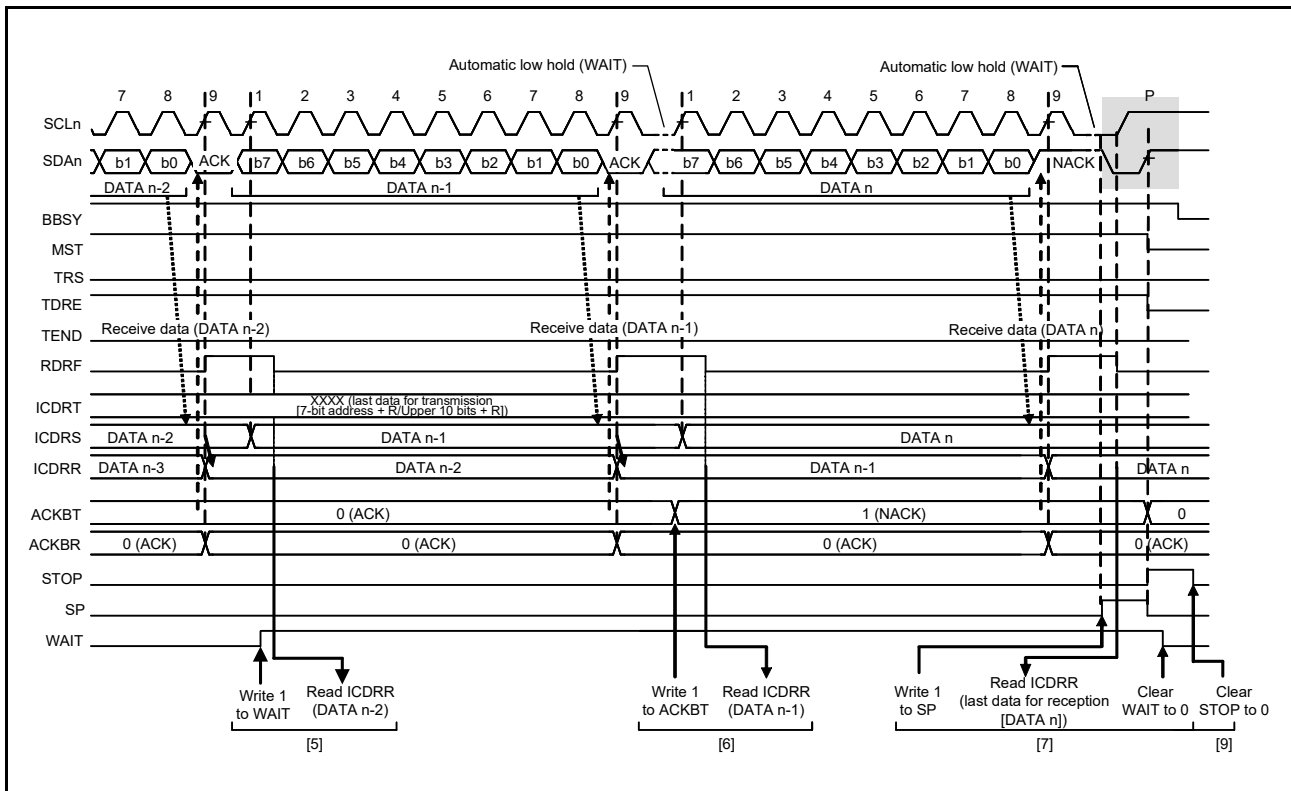 Automatic low hold (WAIT)
Automatic low hold (WAIT)
7 8 9 1 2 3 4 5 6 7 8 9 1 2 3 4 5 6 7 8 9 P
SCLn
SDAn b1 b0 ACK b7 b6 b5 b4 b3 b2 b1 b0 ACK b7 b6 b5 b4 b3 b2 b1 b0 NACK
DATA n-2 DATA n-1 DATA n
BBSY
MST
TRS
TDRE
TEND
Receive data (DATA n-2) Receive data (DATA n-1) Receive data (DATA n)
RDRF
XXXX (last data for transmission
ICDRT
[7-bit address + R/Upper 10 bits + R])
ICDRS DATA n-2 DATA n-1 DATA n
ICDRR DATA n-3 DATA n-2 DATA n-1 DATA n
ACKBT 0 (ACK) 1 (NACK) 0
ACKBR 0 (ACK) 0 (ACK) 0 (ACK) 0 (ACK)
STOP
SP
WAIT
Write 1
to WAIT
Read ICDRR
(DATA n-2)
[5]
Write 1
to ACKBT
Read ICDRR
(DATA n-1)
[6]
Write 1
to SP
Read ICDRR
(last data for reception
[DATA n])
Clear
WAIT to 0
[7]
Clear
STOP to 0
[9]